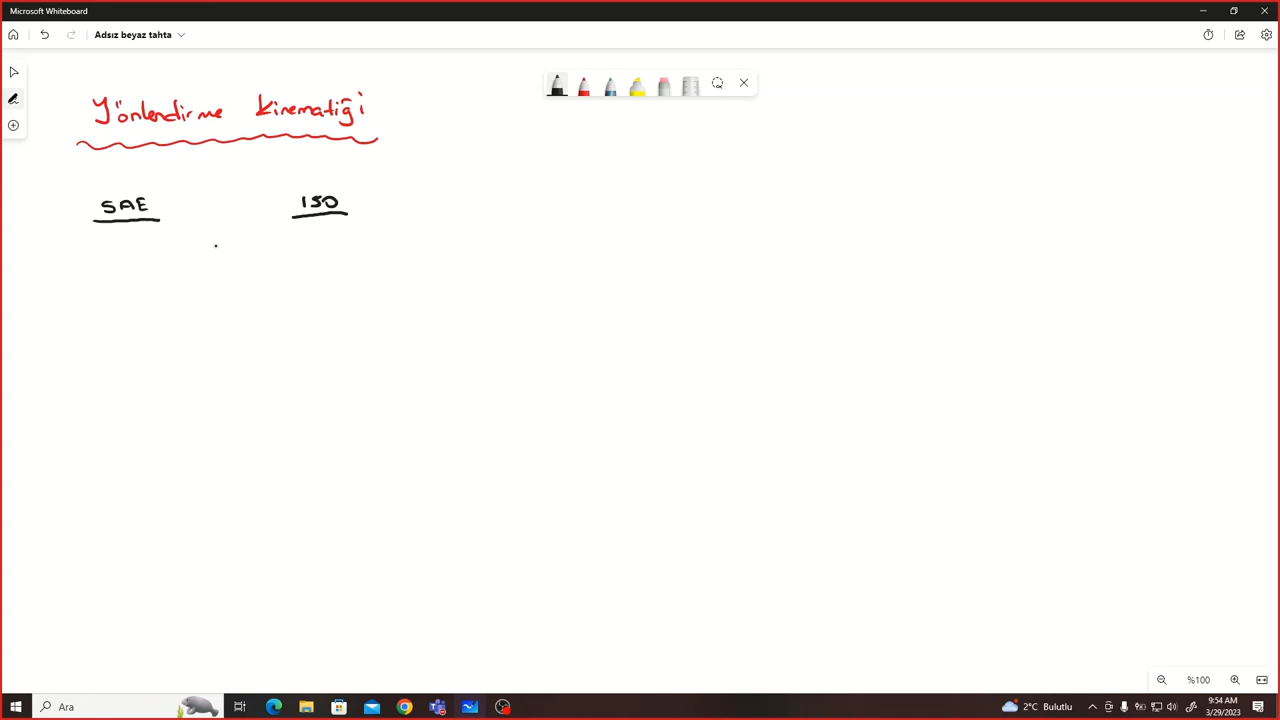 Microsoft Whiteboard
Adsız beyaz tahta
Yönlendirme Kinematiği
SAE ISO
%100
Ara
2°C Bulutlu
9:54 AM
3/29/2023